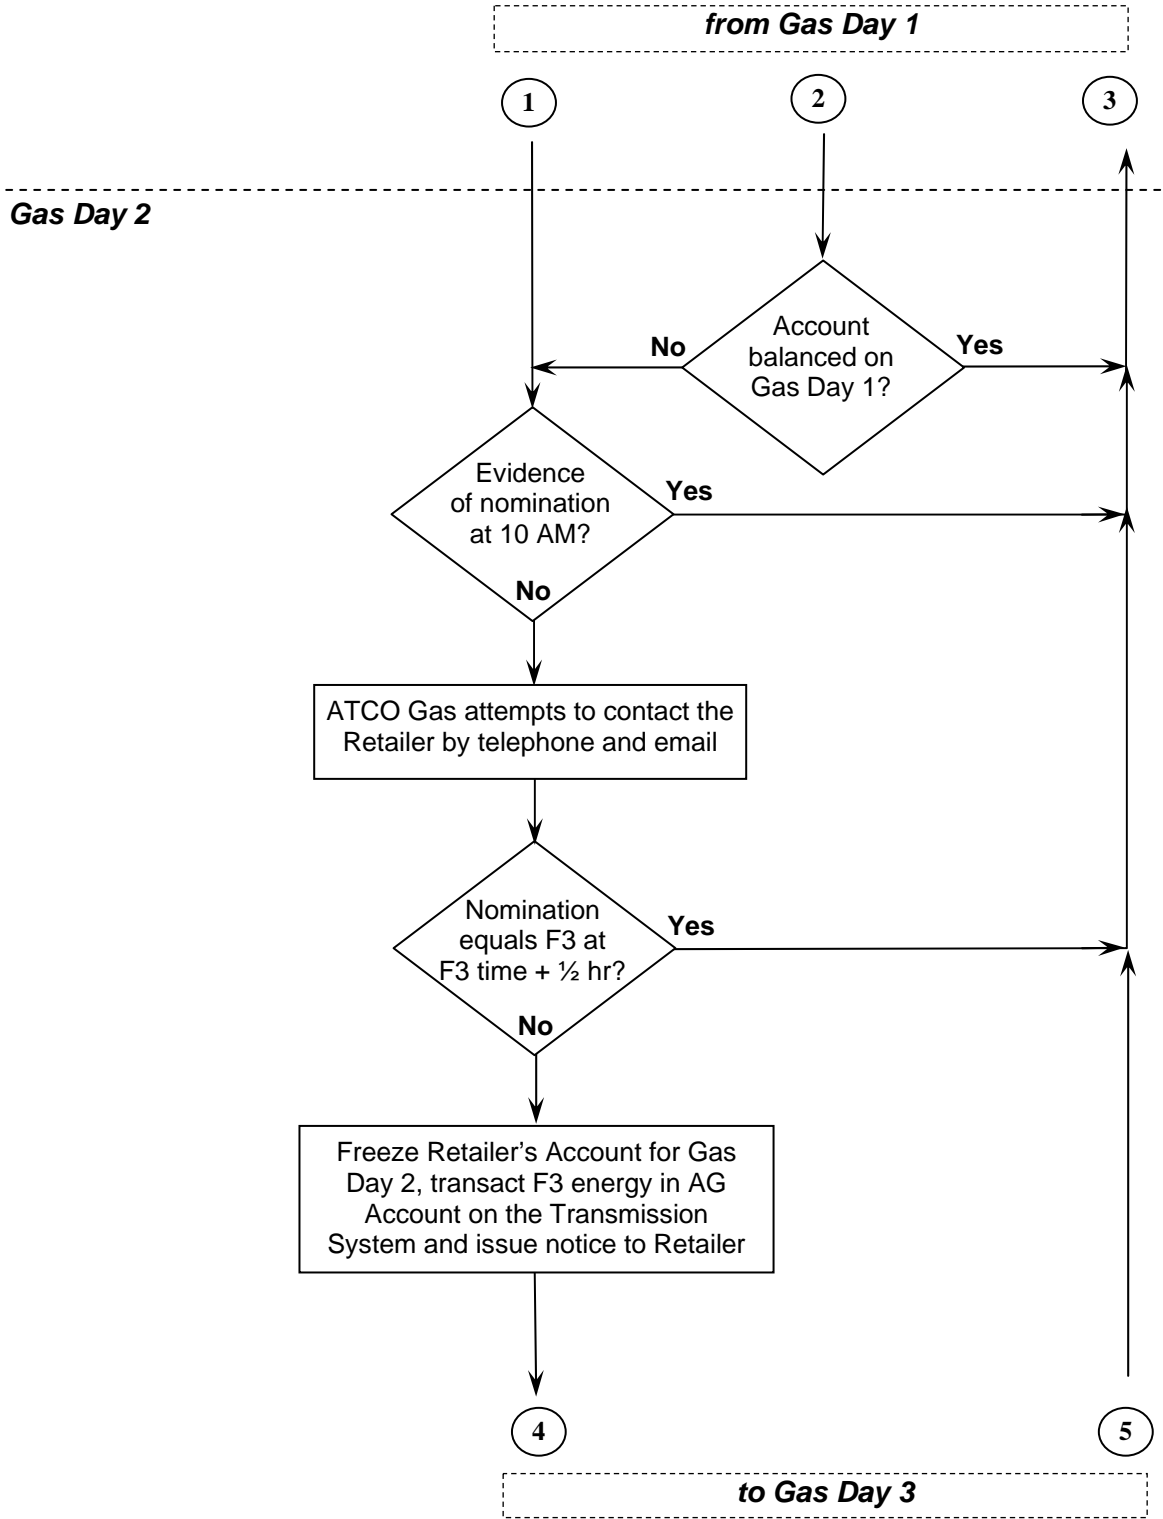 from Gas Day 1
1
2
3
Gas Day 2
Account
balanced on
Gas Day 1?
No
Yes
Evidence
of nomination
at 10 AM?
Yes
No
ATCO Gas attempts to contact the
Retailer by telephone and email
Nomination
equals F3 at
F3 time + ½ hr?
Yes
No
Freeze Retailer’s Account for Gas
Day 2, transact F3 energy in AG
Account on the Transmission
System and issue notice to Retailer
4
5
to Gas Day 3